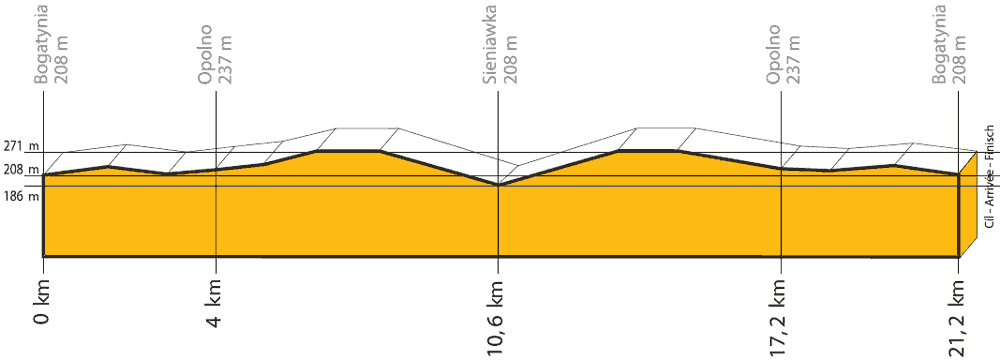 Bogatynia
208 m
Opolno
237 m
Sieniawka
208 m
Opolno
237 m
Bogatynia
208 m
271 m
208 m
186 m
Cíl - Arrivée - Finisch
0 km
4 km
10,6 km
17,2 km
21,2 km